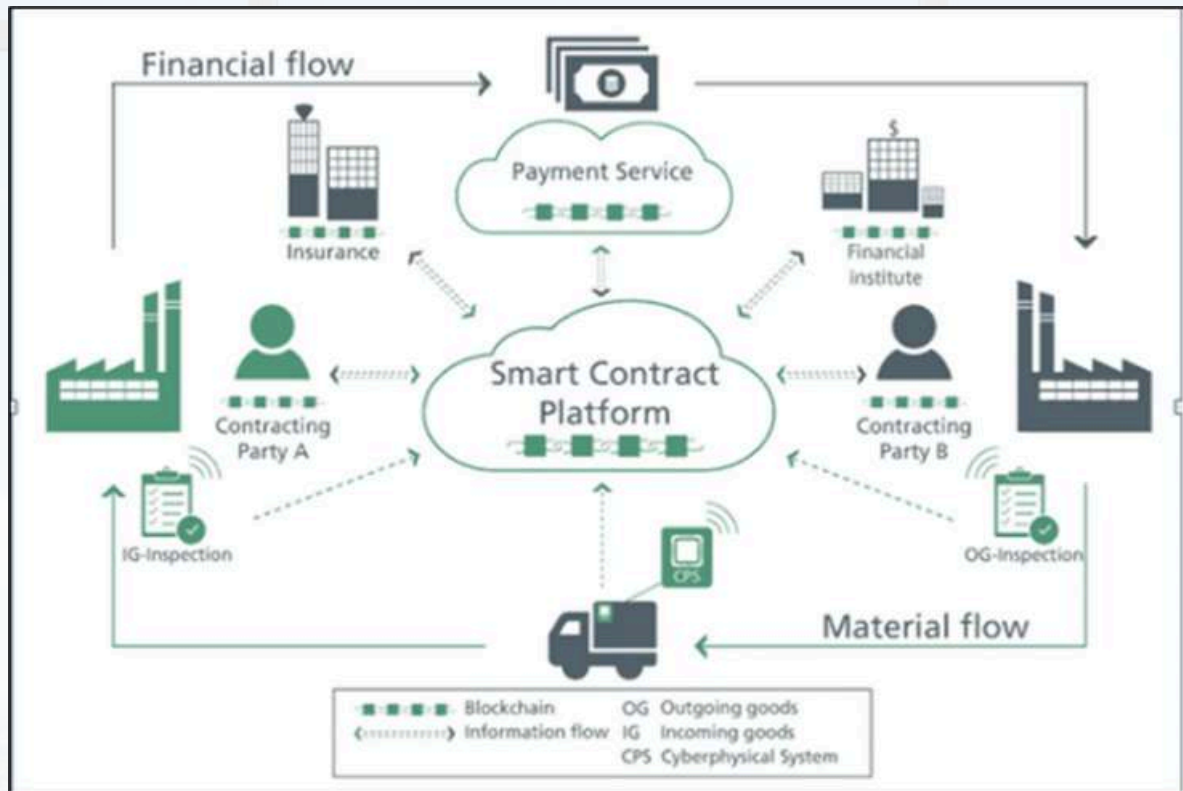 Financial flow
Payment Service
Insurance
$
Financial
institute
Smart Contract
Platform
Contracting
Party A
Contracting
Party B
IG-Inspection
OG-Inspection
CPS
Material flow
Blockchain
OG Outgoing goods
Information flow
IG Incoming goods
CPS Cyberphysical System